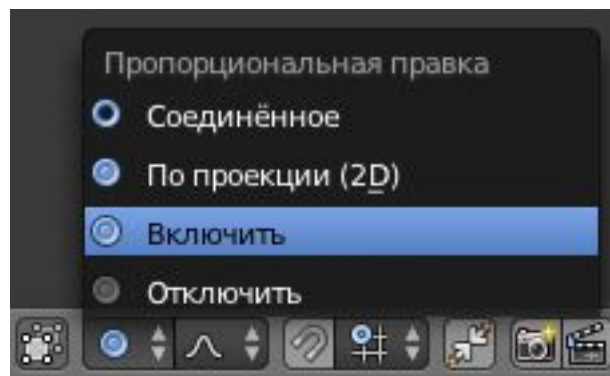 Пропорциональная правка
Соединённое
По проекции (2D)
Включить
Отключить